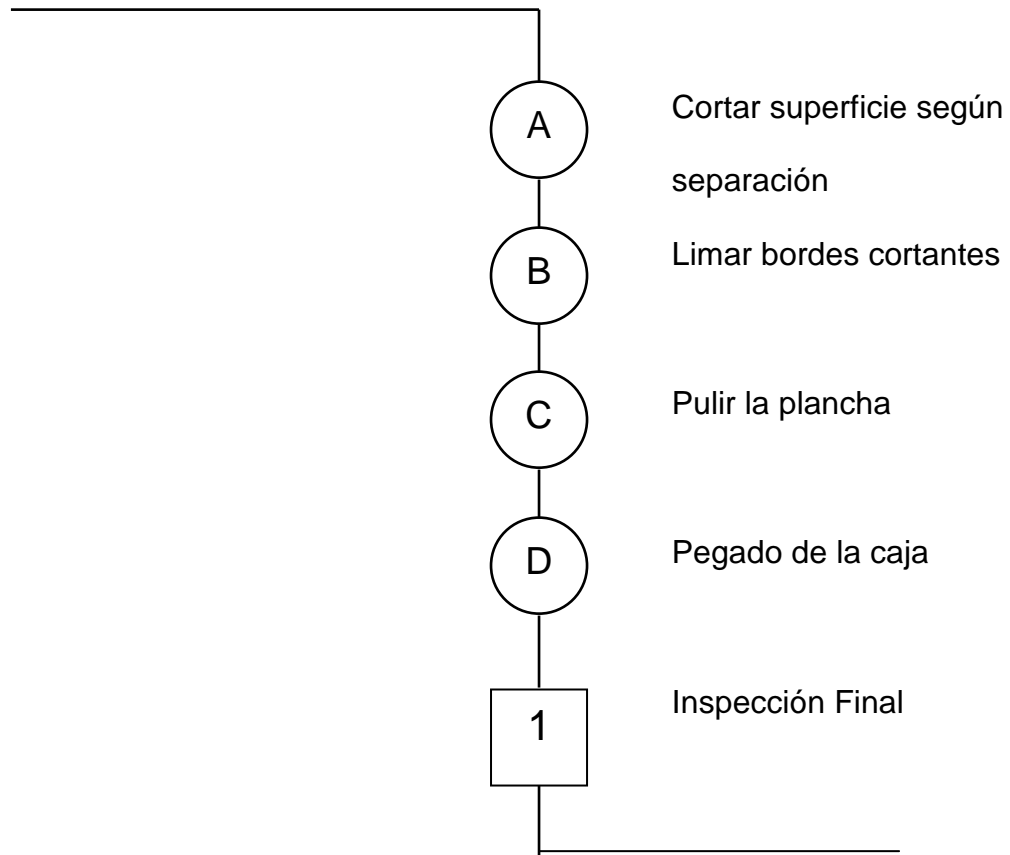 A
Cortar superficie según
separación
B
Limar bordes cortantes
C
Pulir la plancha
D
Pegado de la caja
1
Inspección Final